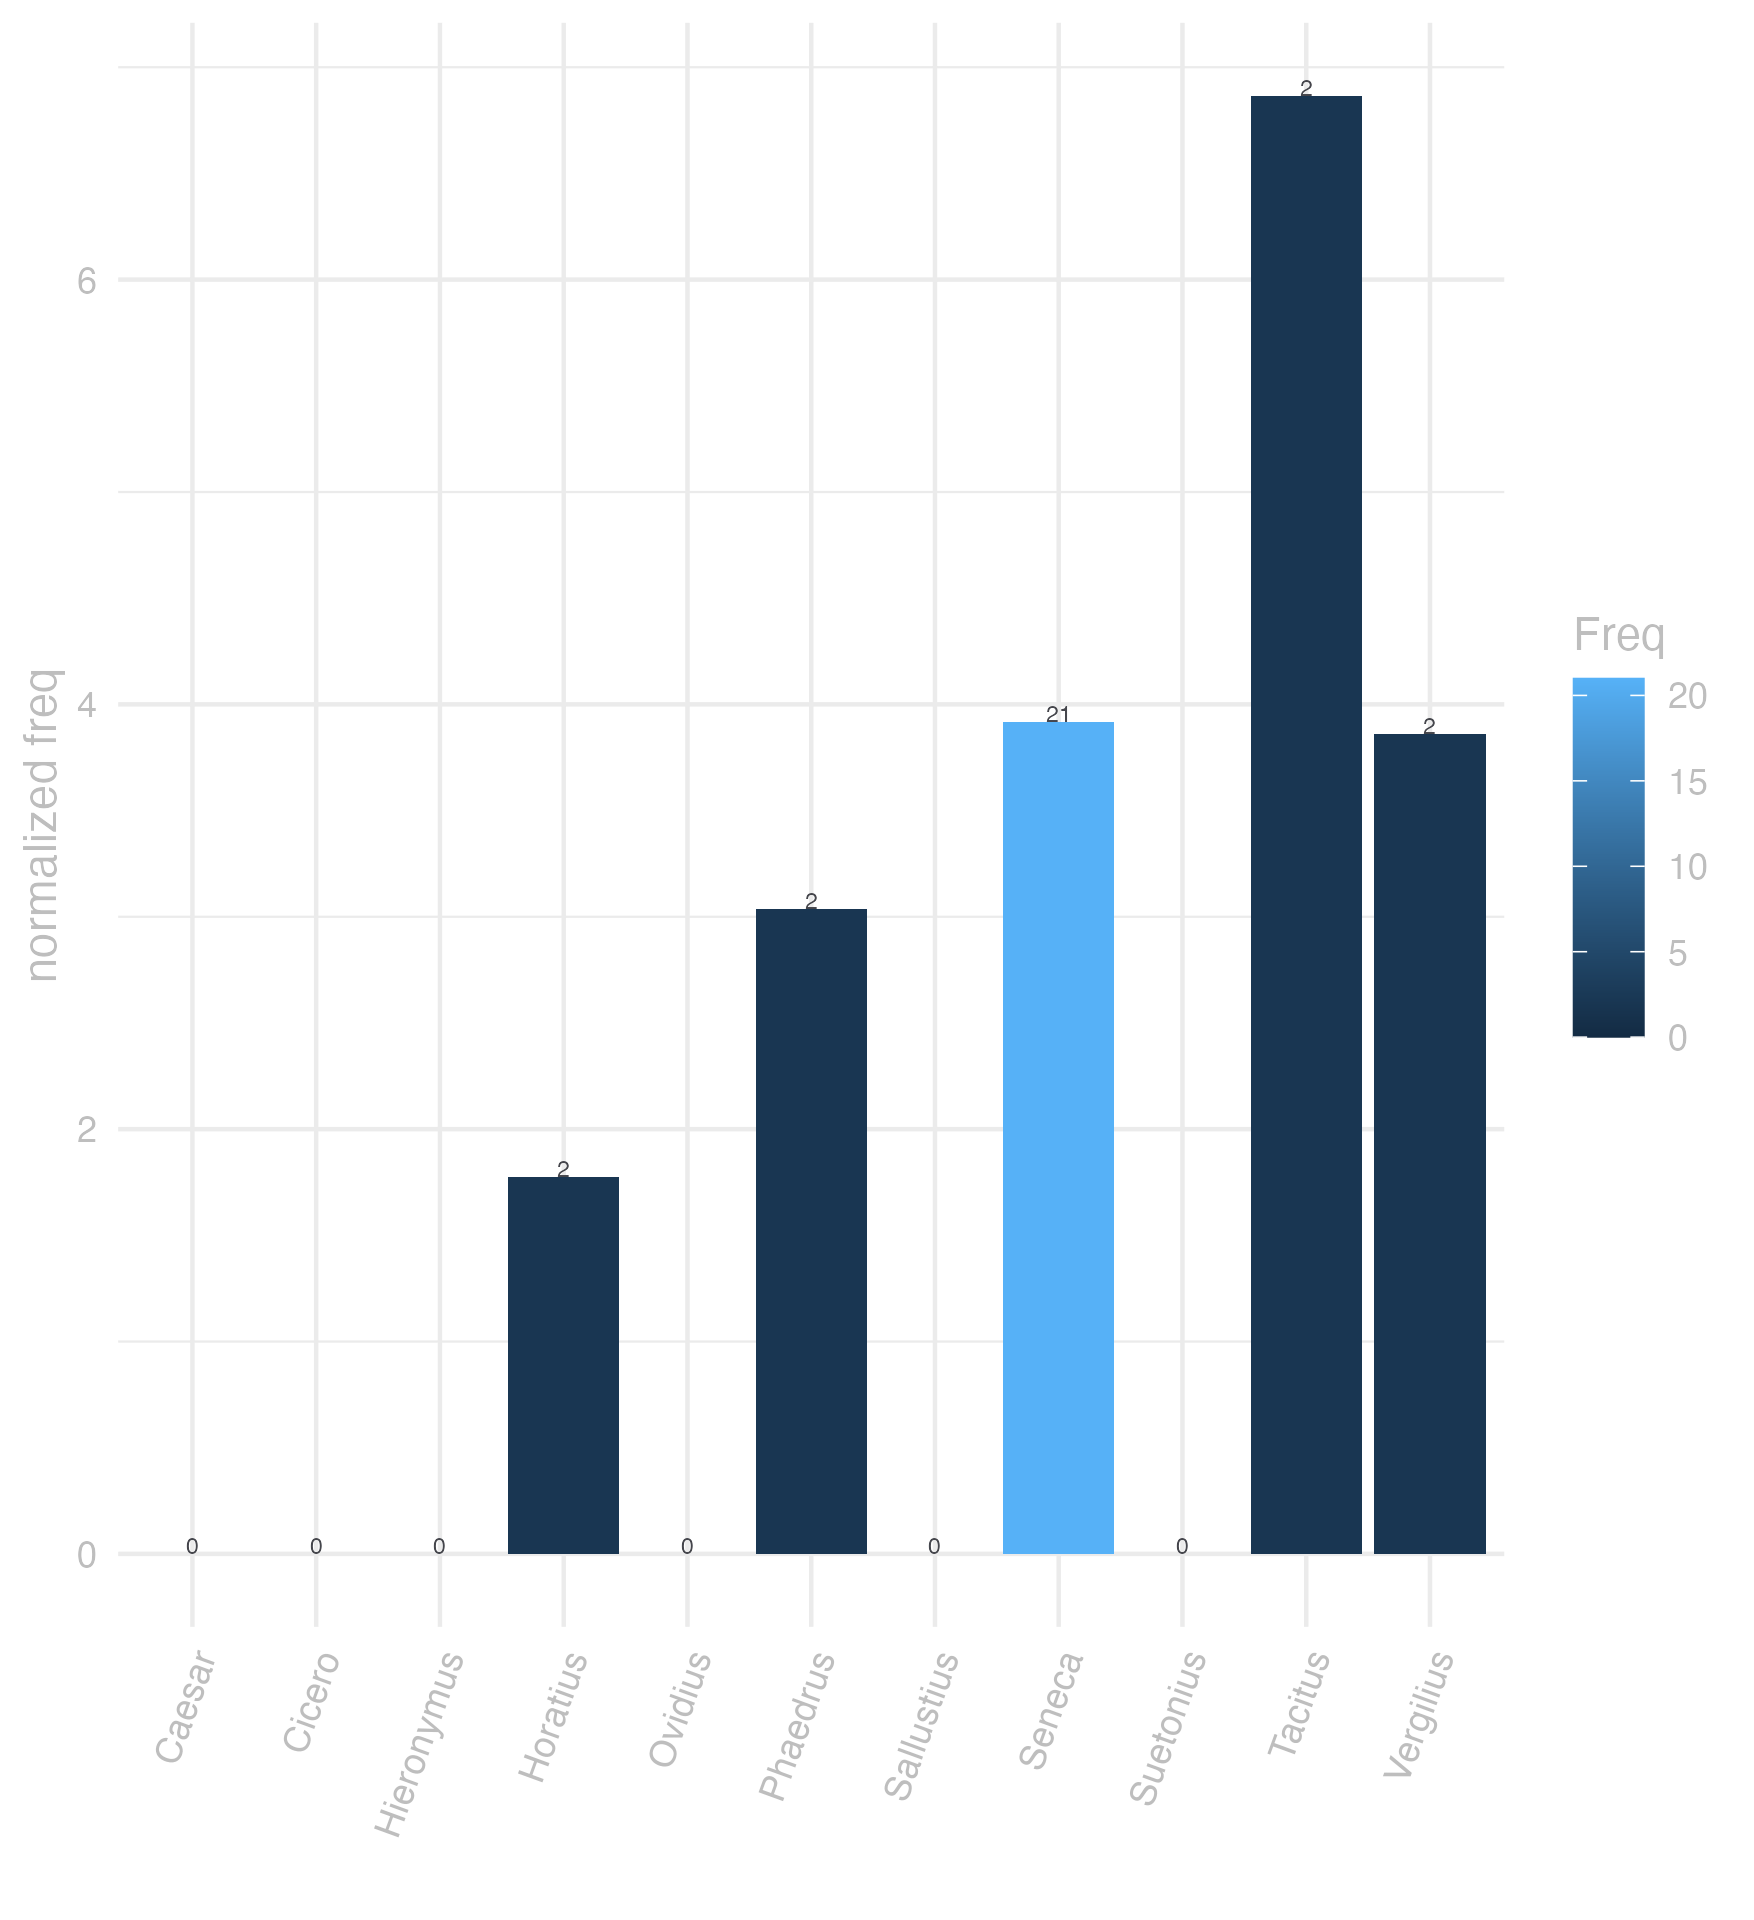 2
6
21
Freq
4
2
20
15
2
10
normalized freq
5
0
2
2
0
0
0
0
0
0
0
Caesar
Cicero
Hieronymus
Horatius
Ovidius
Phaedrus
Sallustius
Seneca
Suetonius
Tacitus
Vergilius